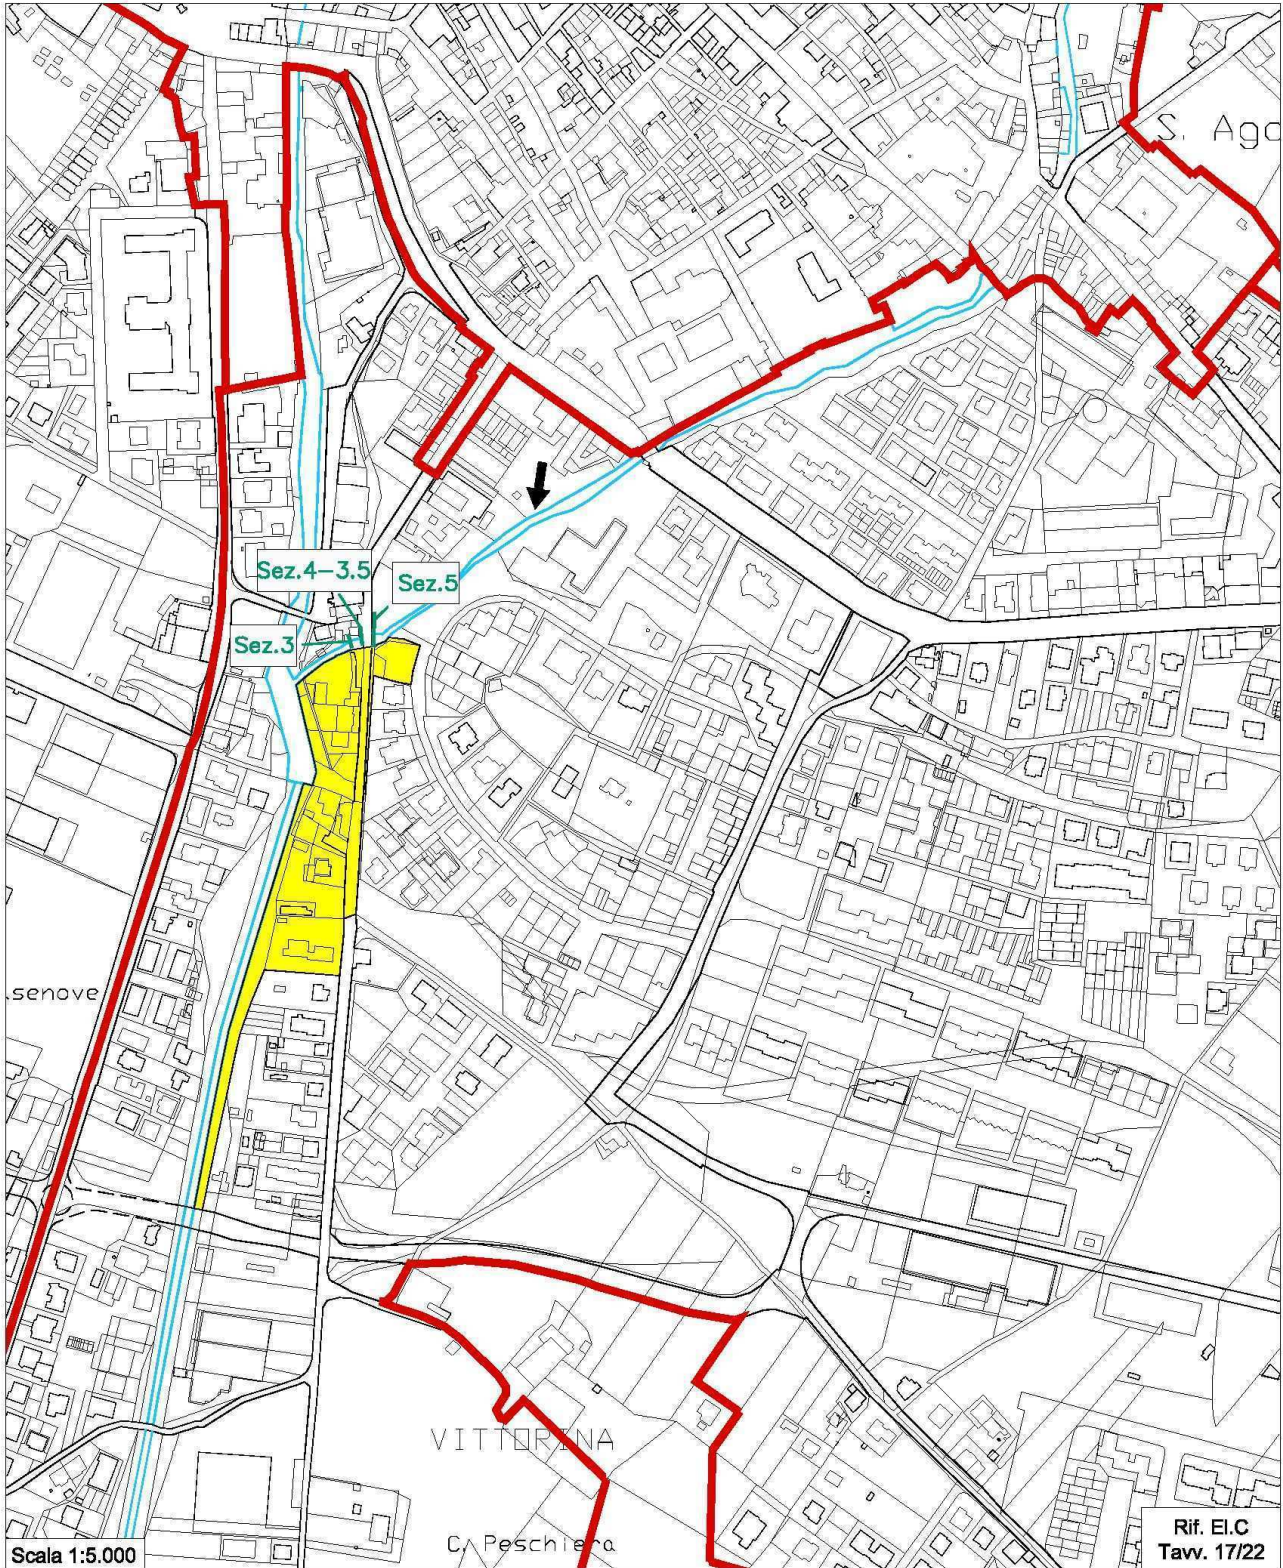 S. Ago
Sez.4-3.5
Sez.5
Sez.3
.senove
VITTORINA
C. Peschiera
Scala 1:5.000
Rif. El.C
Tavv. 17/22